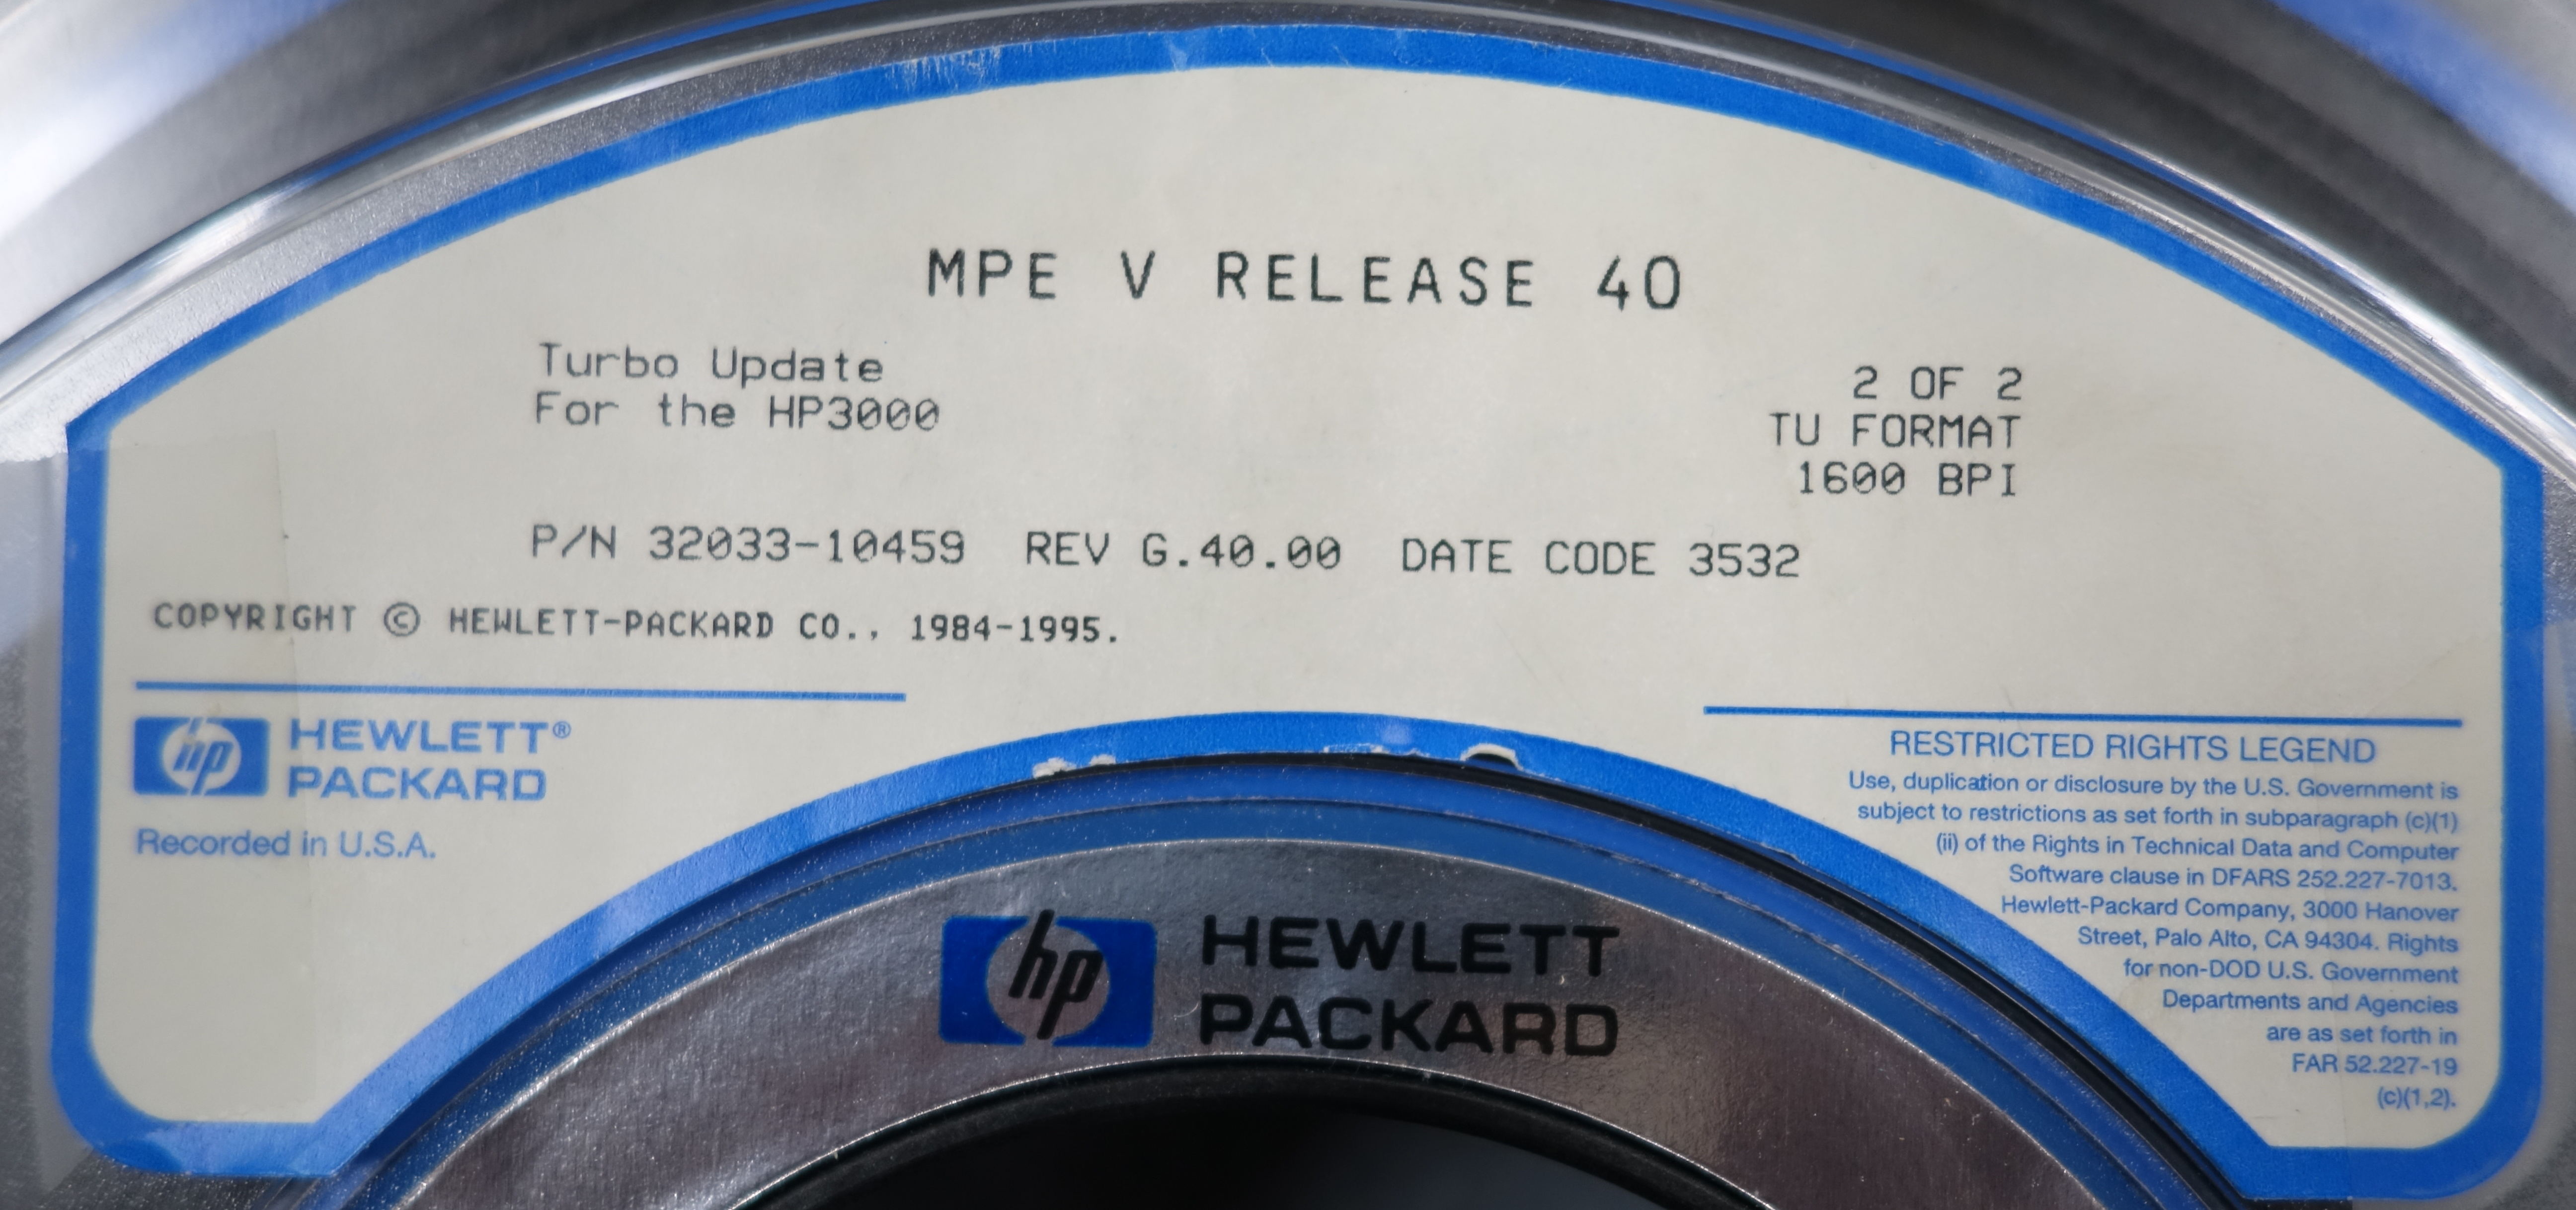 MPE V RELEASE 40
Turbo Update
For the HP3000
2 OF 2
TU FORMAT
1600 BPI
P/N 32033-10459 REV G.40.00 DATE CODE 3532
COPYRIGHT © HEWLETT-PACKARD CO., 1984-1995.
hp HEWLETT®
PACKARD
Recorded in U.S.A.
RESTRICTED RIGHTS LEGEND
Use, duplication or disclosure by the U.S. Government is
subject to restrictions as set forth in subparagraph (c)(1)
(ii) of the Rights in Technical Data and Computer
Software clause in DFARS 252.227-7013.
Hewlett-Packard Company, 3000 Hanover
Street, Palo Alto, CA 94304. Rights
for non-DOD U.S. Government
Departments and Agencies
are as set forth in
FAR 52.227-19
(c)(1,2).
hp HEWLETT
PACKARD